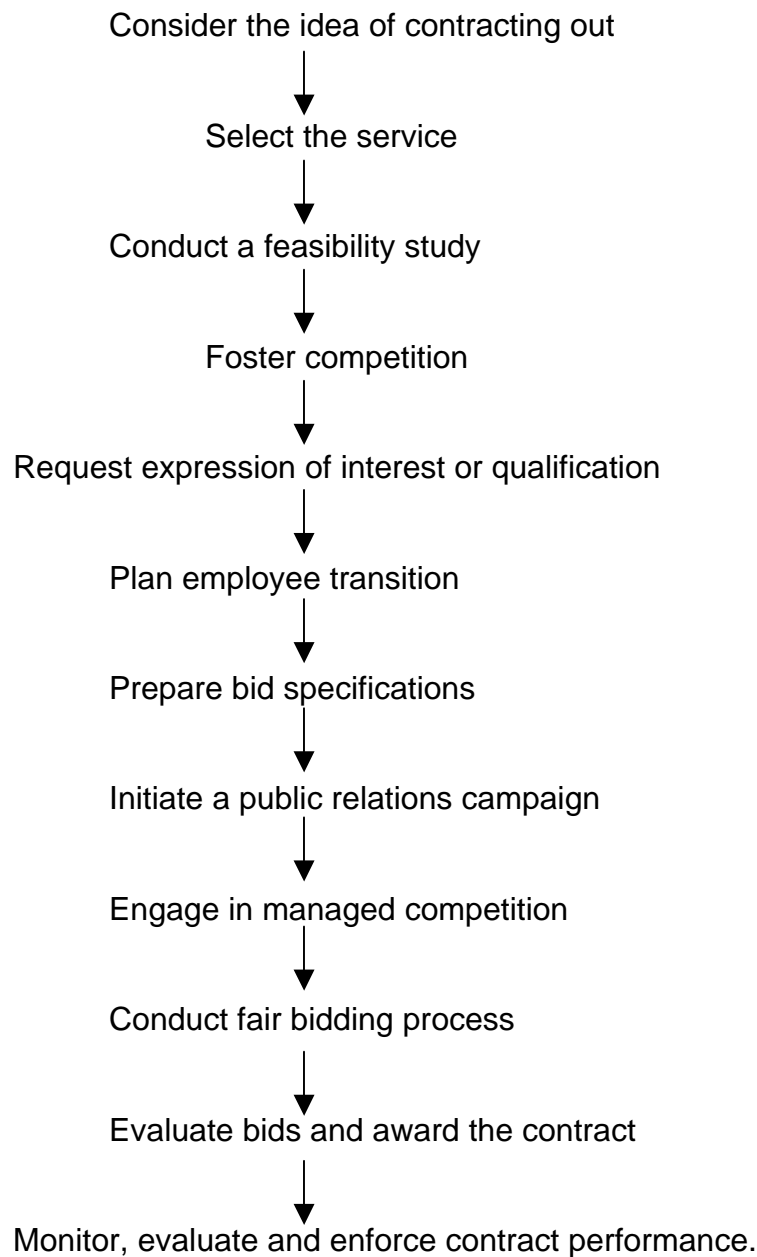 Consider the idea of contracting out
Select the service
Conduct a feasibility study
Foster competition
Request expression of interest or qualification
Plan employee transition
Prepare bid specifications
Initiate a public relations campaign
Engage in managed competition
Conduct fair bidding process
Evaluate bids and award the contract
Monitor, evaluate and enforce contract performance.